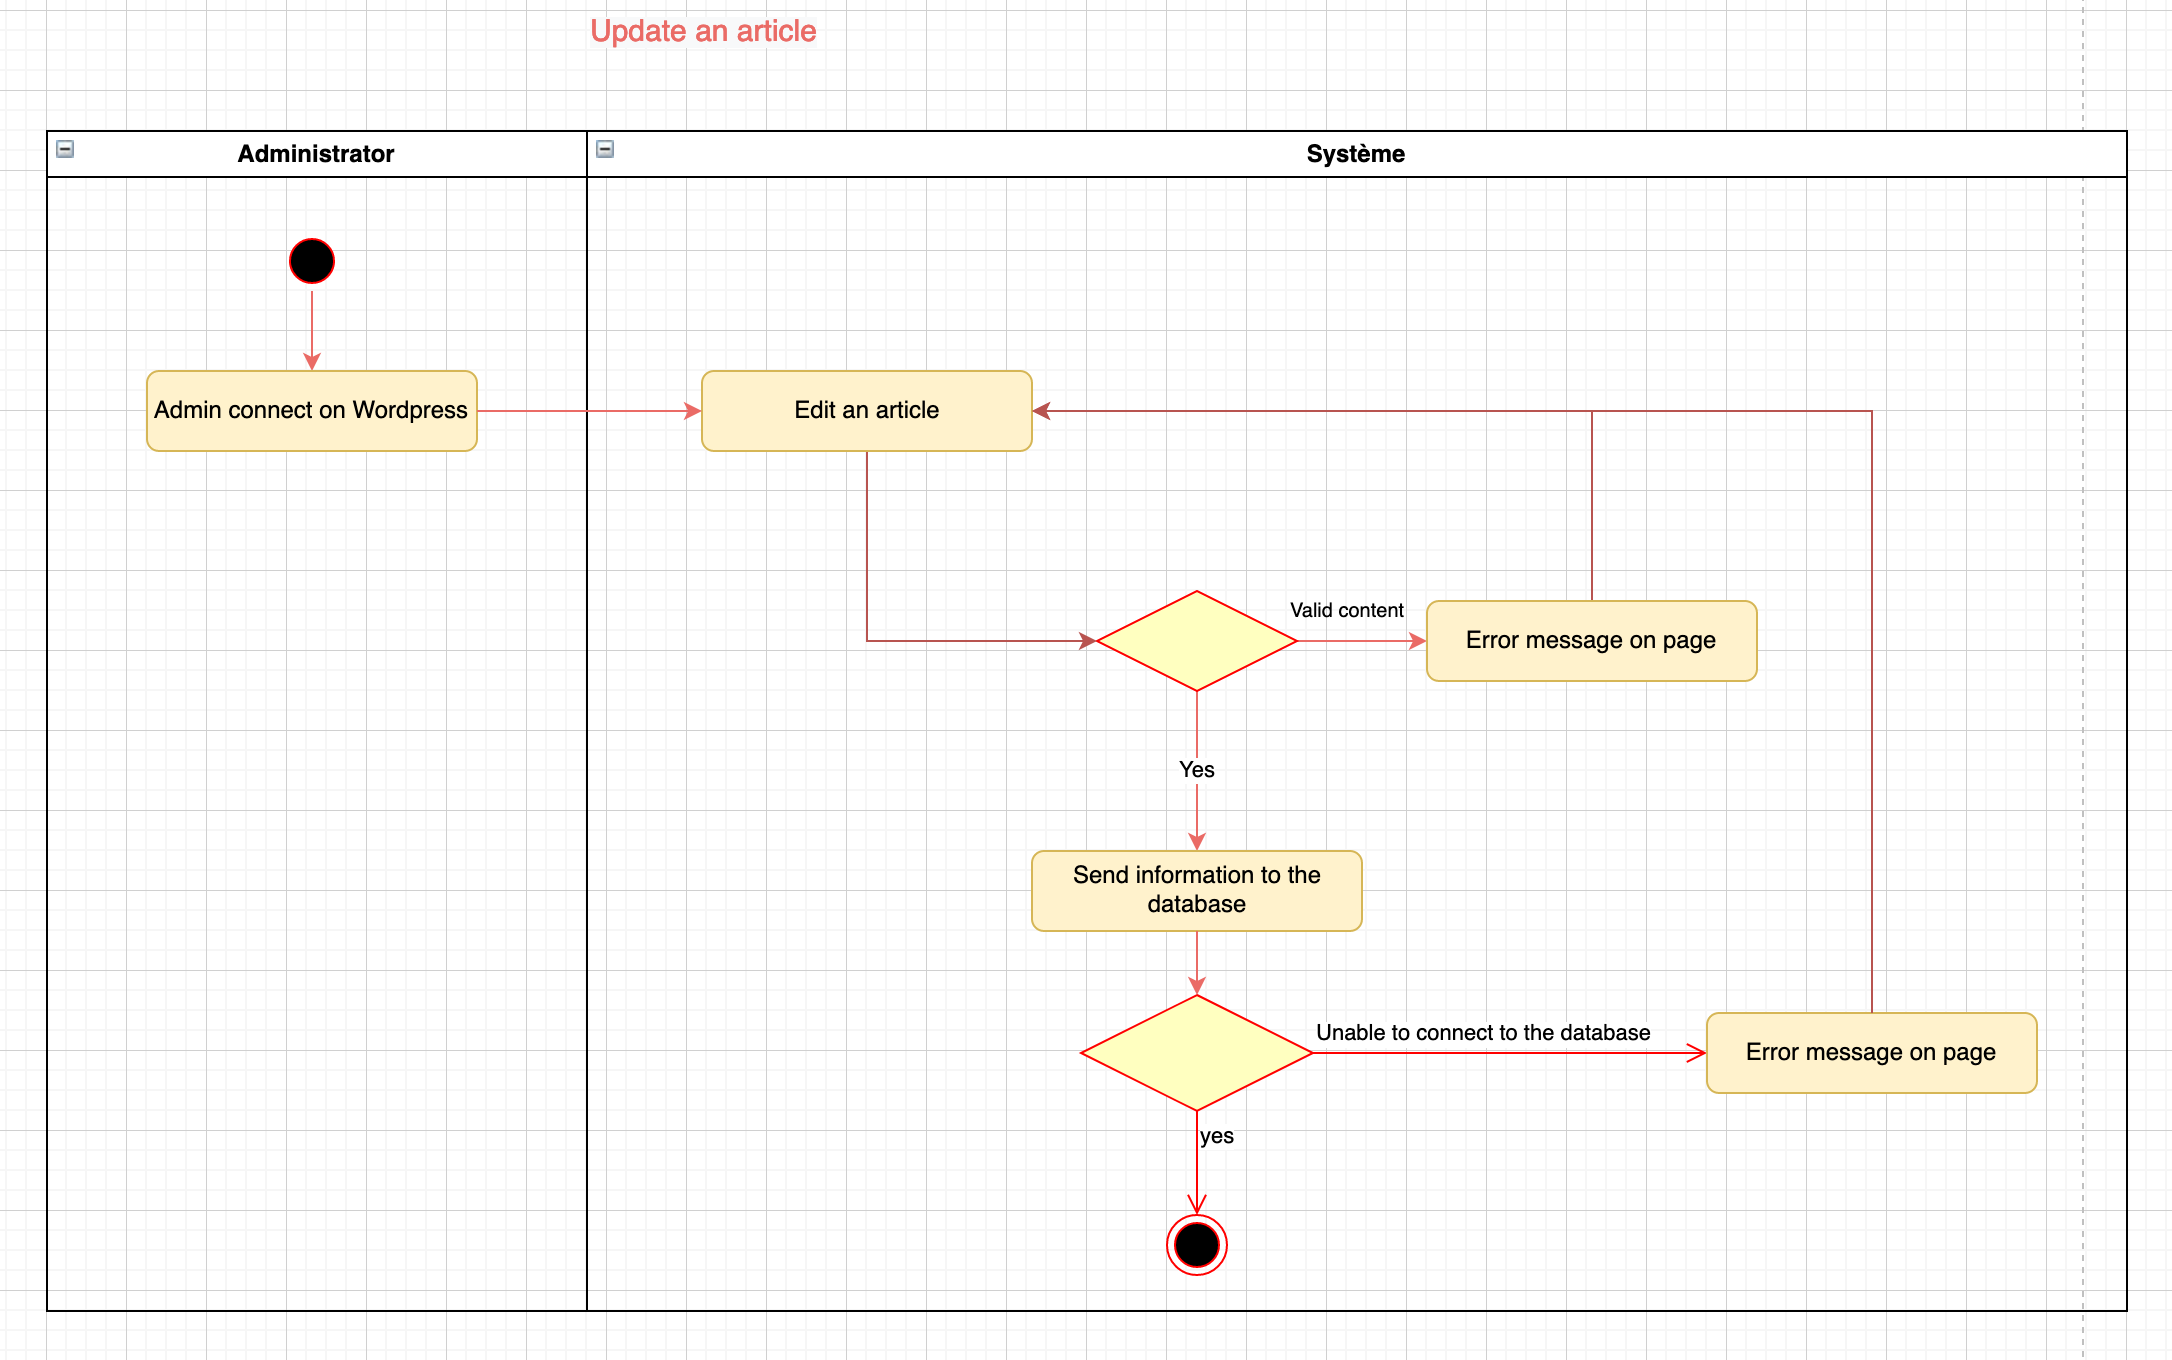 Update an article
Administrator
Système
Admin connect on Wordpress
Edit an article
Valid content
Error message on page
Yes
Send information to the
database
Unable to connect to the database
Error message on page
yes